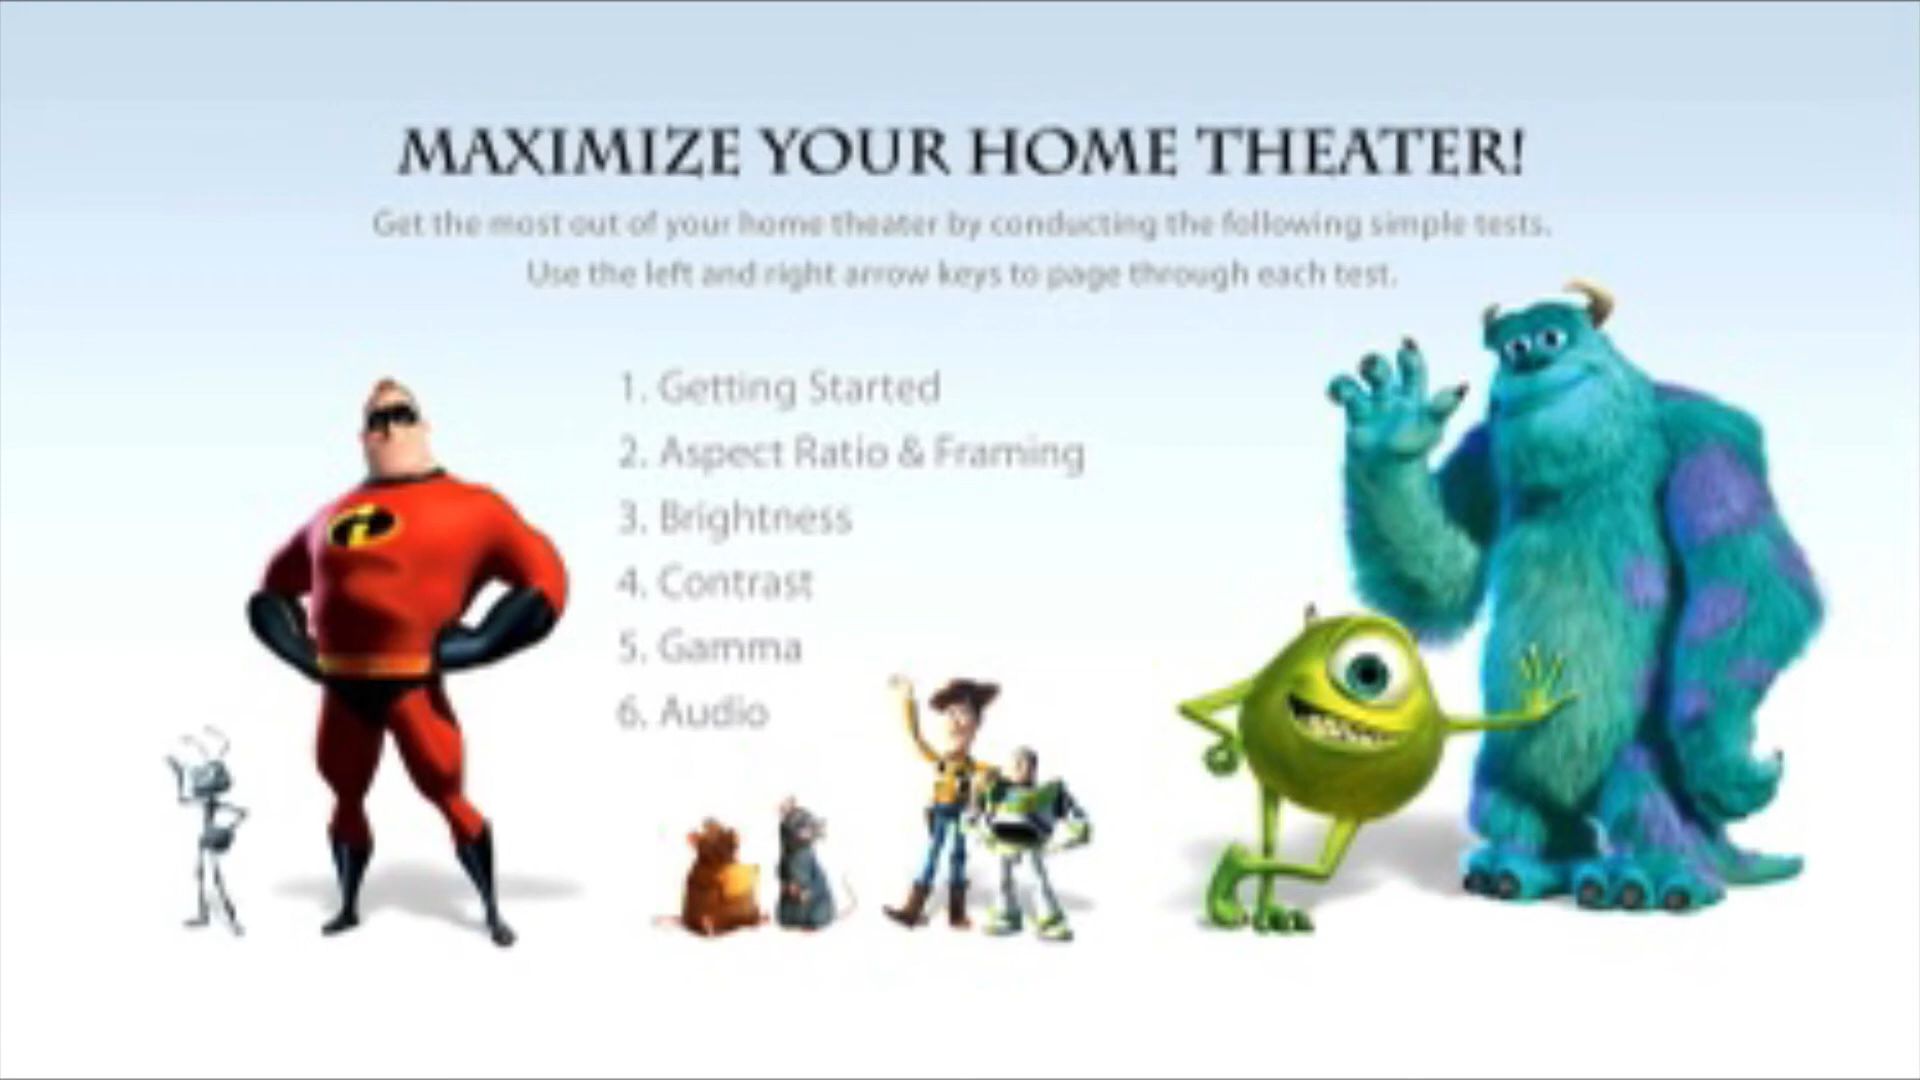 MAXIMIZE YOUR HOME THEATER!
Get the most out of your home theater by conducting the following simple tests.
Use the left and right arrow keys to page through each test.
1. Getting Started
2. Aspect Ratio & Framing
3. Brightness
4. Contrast
5. Gamma
6. Audio